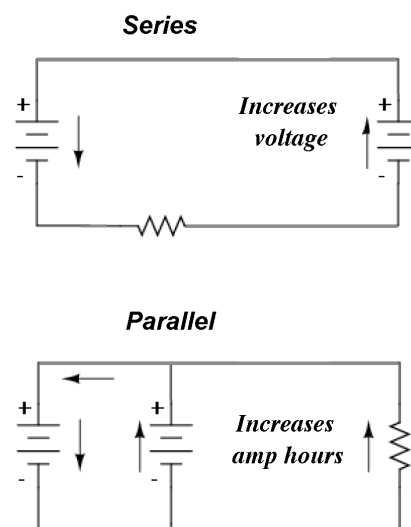 Series
+
Increases
+
voltage
-
-
Parallel
+
+
Increases
amp hours
-
-